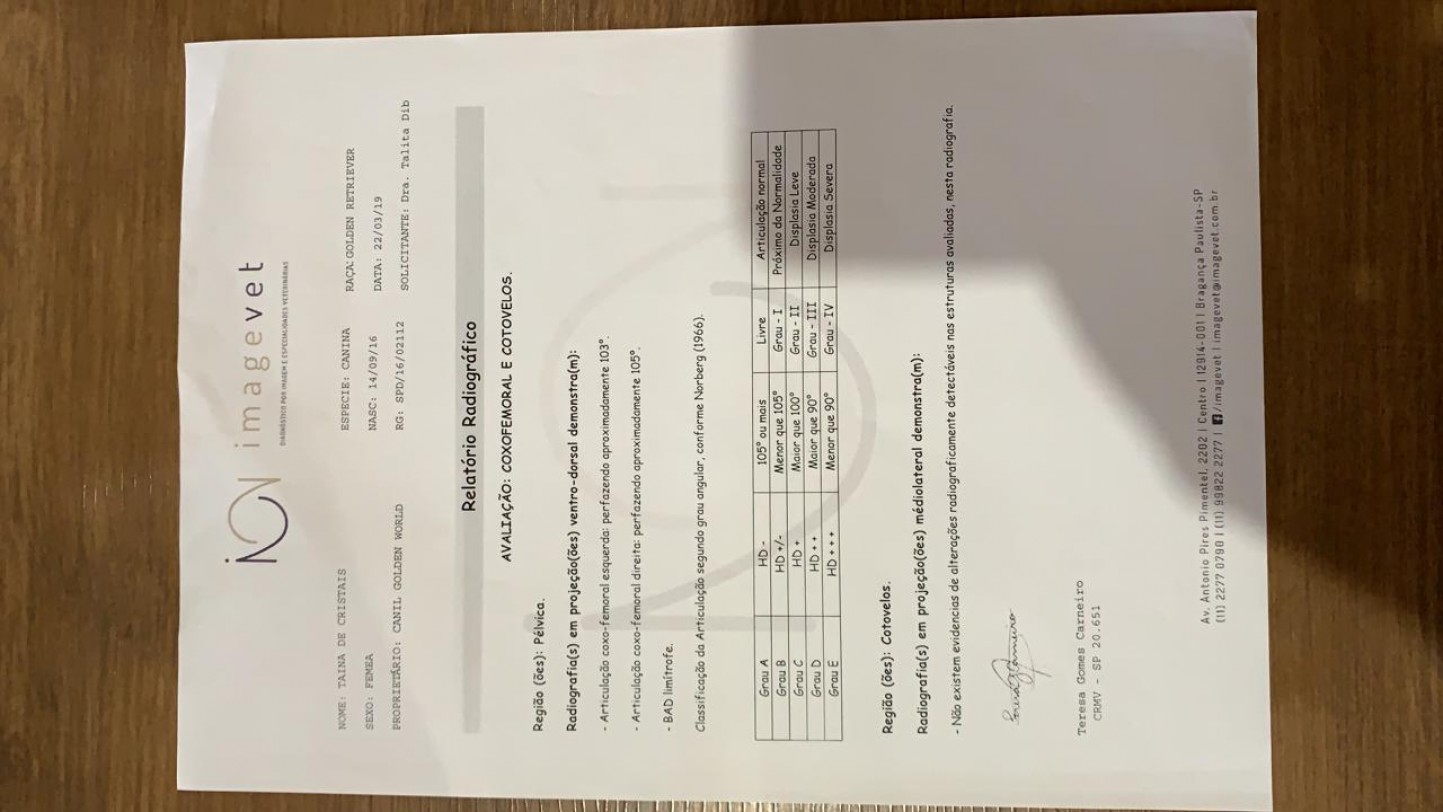 imagevet
DIAGNÓSTICO POR IMAGEM E ESPECIALIDADES VETERINÁRIAS
NOME: TAINA DE CRISTAIS ESPECIE: CANINA RAÇA: GOLDEN RETRIEVER
SEXO: FEMEA NASC: 14/09/16 DATA: 22/03/19
PROPRIETÁRIO: CANIL GOLDEN WORLD RG: SPD/16/02112 SOLICITANTE: Dra. Talita Dib
Relatório Radiográfico
AVALIAÇÃO: COXOFEMORAL E COTOVELOS.
Região (ões): Pélvica.
Radiografia(s) em projeção(ões) ventro-dorsal demonstra(m):
- Articulação coxo-femoral esquerda: perfazendo aproximadamente 103º.
- Articulação coxo-femoral direita: perfazendo aproximadamente 105º.
- BAD limítrofe.
Classificação da Articulação segundo grau angular, conforme Norberg (1966).
Grau A HD - 105º ou mais Livre Articulação normal
Grau B HD +/- Menor que 105º Grau - I Próximo da Normalidade
Grau C HD + Maior que 100º Grau - II Displasia Leve
Grau D HD + + Maior que 90º Grau - III Displasia Moderada
Grau E HD + + + Menor que 90º Grau - IV Displasia Severa
Região (ões): Cotovelos.
Radiografia(s) em projeção(ões) médiolateral demonstra(m):
- Não existem evidencias de alterações radiograficamente detectáveis nas estruturas avaliadas, nesta radiografia.
Teresa Gomes Carneiro
CRMV - SP 20.651
Av. Antonio Pires Pimentel, 2202 | Centro | 12914-001 | Bragança Paulista-SP
(11) 2277 0790 | (11) 99822 2277 | /imagevet | imagevet@imagevet.com.br